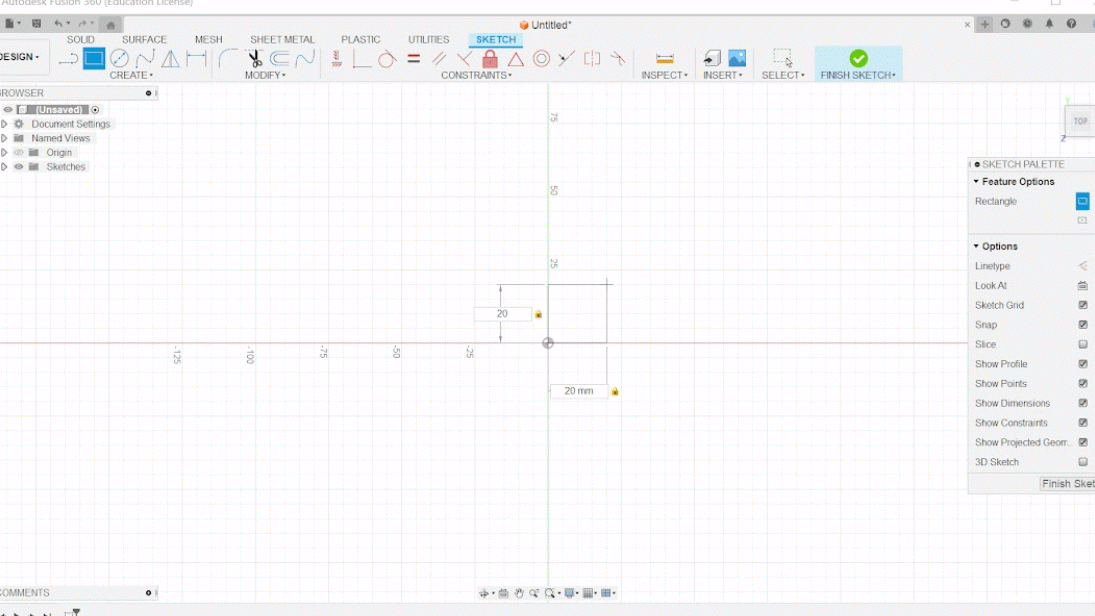 Autodesk Fusion 360 (Education License)
Untitled*
SOLID SURFACE MESH SHEET METAL PLASTIC UTILITIES SKETCH
DESIGN
CREATE MODIFY CONSTRAINTS INSPECT INSERT SELECT FINISH SKETCH
BROWSER
(Unsaved)
Document Settings
Named Views
Origin
Sketches
TOP
Z
75
50
25
-125 -100 -75 -50 -25
20
20 mm
SKETCH PALETTE
Feature Options
Rectangle
Options
Linetype
Look At
Sketch Grid
Snap
Slice
Show Profile
Show Points
Show Dimensions
Show Constraints
Show Projected Geom...
3D Sketch
Finish Sket
COMMENTS